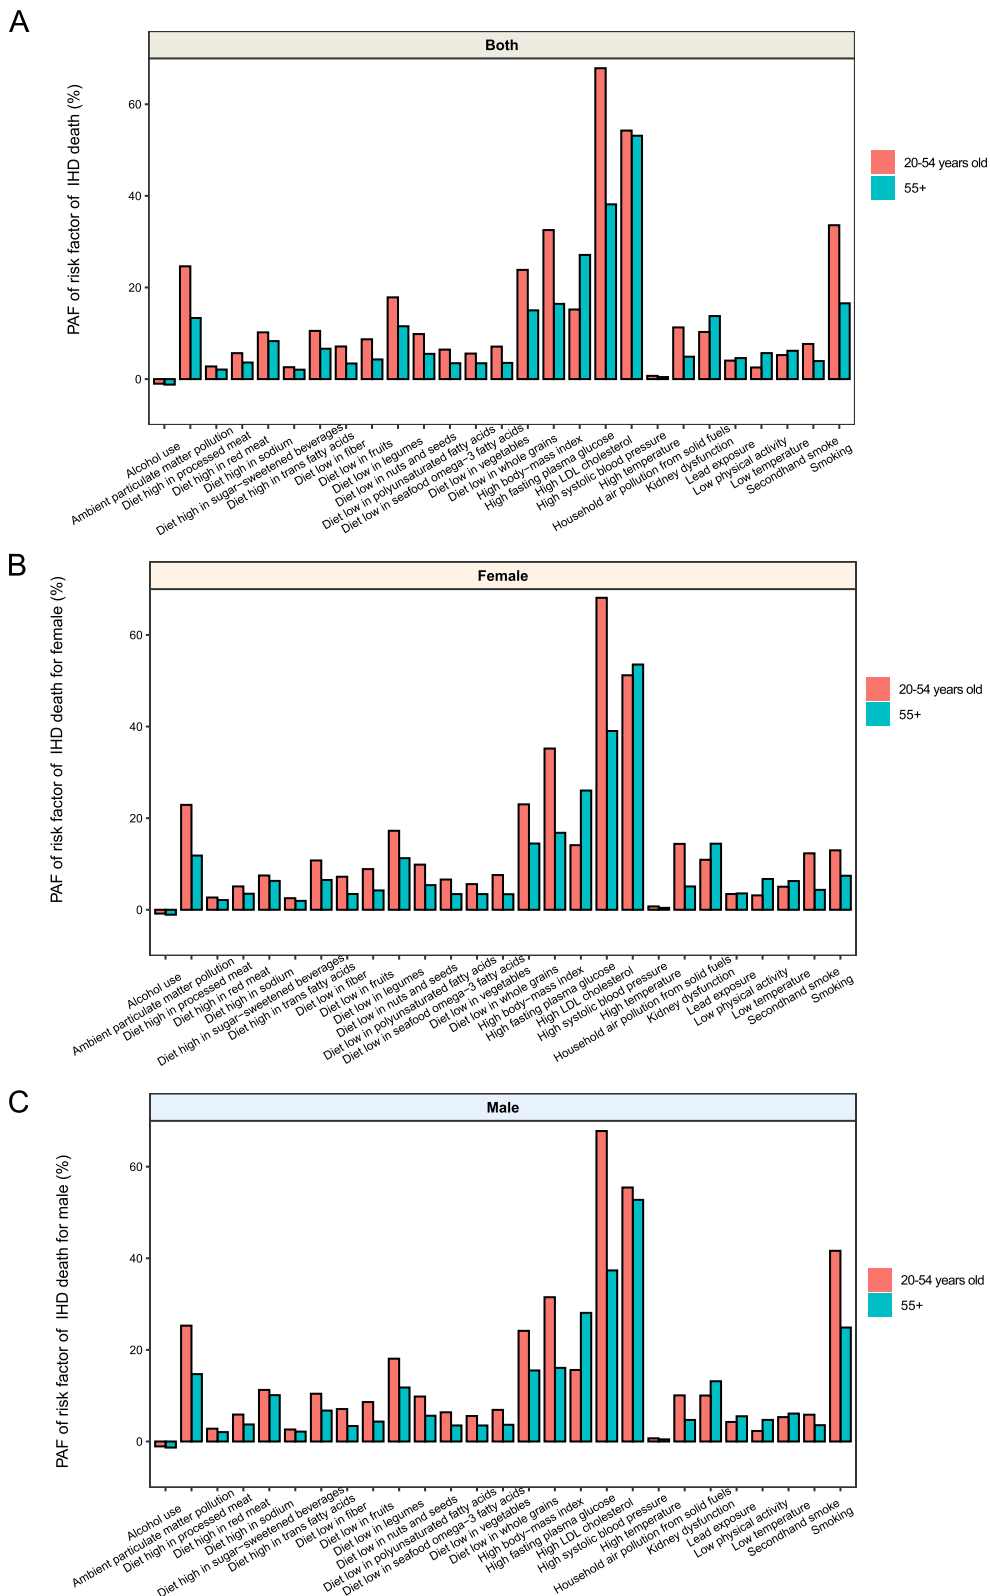 A
Both
PAF of risk factor of IHD death (%)
60
40
20
0
20-54 years old
55+
Alcohol use
Ambient particulate matter pollution
Diet high in processed meat
Diet high in red meat
Diet high in sodium
Diet high in sugar−sweetened beverages
Diet high in trans fatty acids
Diet low in fiber
Diet low in fruits
Diet low in legumes
Diet low in nuts and seeds
Diet low in polyunsaturated fatty acids
Diet low in seafood omega−3 fatty acids
Diet low in vegetables
Diet low in whole grains
High body−mass index
High fasting plasma glucose
High LDL cholesterol
High systolic blood pressure
High temperature
Household air pollution from solid fuels
Kidney dysfunction
Lead exposure
Low physical activity
Low temperature
Secondhand smoke
Smoking
B
Female
PAF of risk factor of IHD death for female (%)
60
40
20
0
20-54 years old
55+
Alcohol use
Ambient particulate matter pollution
Diet high in processed meat
Diet high in red meat
Diet high in sodium
Diet high in sugar−sweetened beverages
Diet high in trans fatty acids
Diet low in fiber
Diet low in fruits
Diet low in legumes
Diet low in nuts and seeds
Diet low in polyunsaturated fatty acids
Diet low in seafood omega−3 fatty acids
Diet low in vegetables
Diet low in whole grains
High body−mass index
High fasting plasma glucose
High LDL cholesterol
High systolic blood pressure
High temperature
Household air pollution from solid fuels
Kidney dysfunction
Lead exposure
Low physical activity
Low temperature
Secondhand smoke
Smoking
C
Male
PAF of risk factor of IHD death for male (%)
60
40
20
0
20-54 years old
55+
Alcohol use
Ambient particulate matter pollution
Diet high in processed meat
Diet high in red meat
Diet high in sodium
Diet high in sugar−sweetened beverages
Diet high in trans fatty acids
Diet low in fiber
Diet low in fruits
Diet low in legumes
Diet low in nuts and seeds
Diet low in polyunsaturated fatty acids
Diet low in seafood omega−3 fatty acids
Diet low in vegetables
Diet low in whole grains
High body−mass index
High fasting plasma glucose
High LDL cholesterol
High systolic blood pressure
High temperature
Household air pollution from solid fuels
Kidney dysfunction
Lead exposure
Low physical activity
Low temperature
Secondhand smoke
Smoking